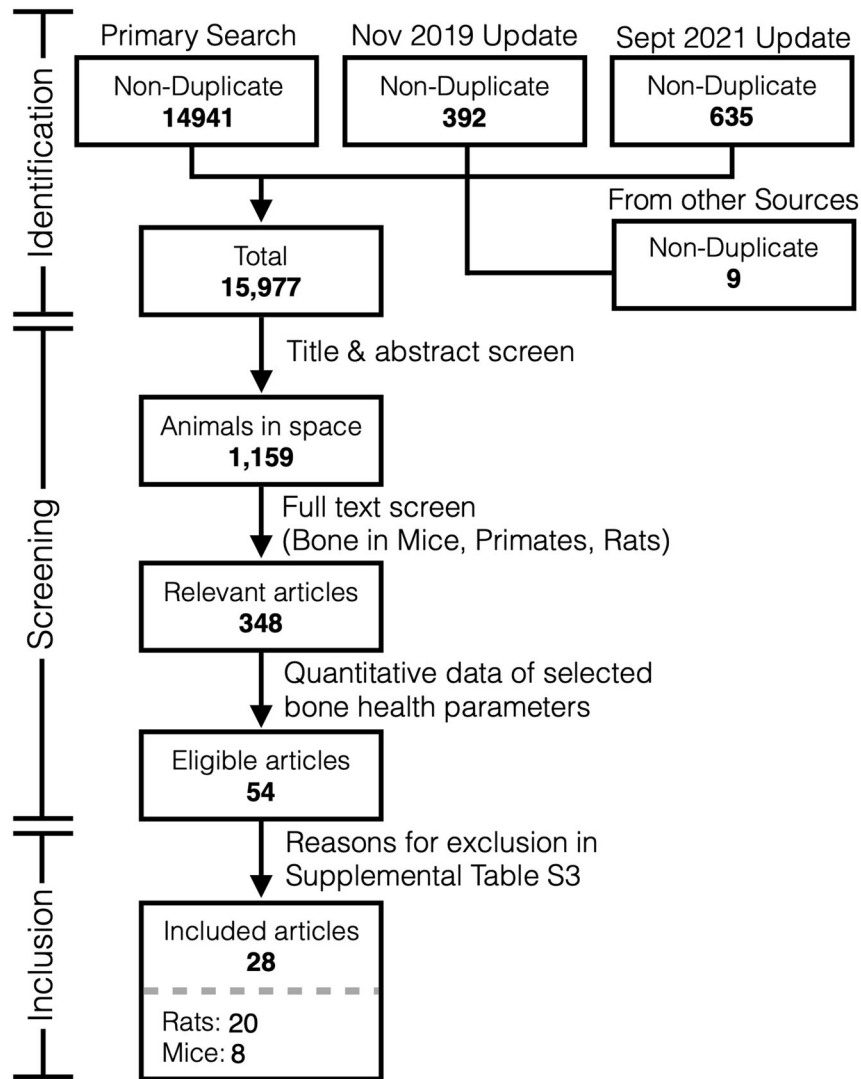 Primary Search
Nov 2019 Update
Sept 2021 Update
Non-Duplicate
14941
Non-Duplicate
392
Non-Duplicate
635
From other Sources
Non-Duplicate
9
Total
15,977
Identification
Title & abstract screen
Animals in space
1,159
Full text screen
(Bone in Mice, Primates, Rats)
Relevant articles
348
Quantitative data of selected
bone health parameters
Eligible articles
54
Screening
Reasons for exclusion in
Supplemental Table S3
Included articles
28
Rats: 20
Mice: 8
Inclusion